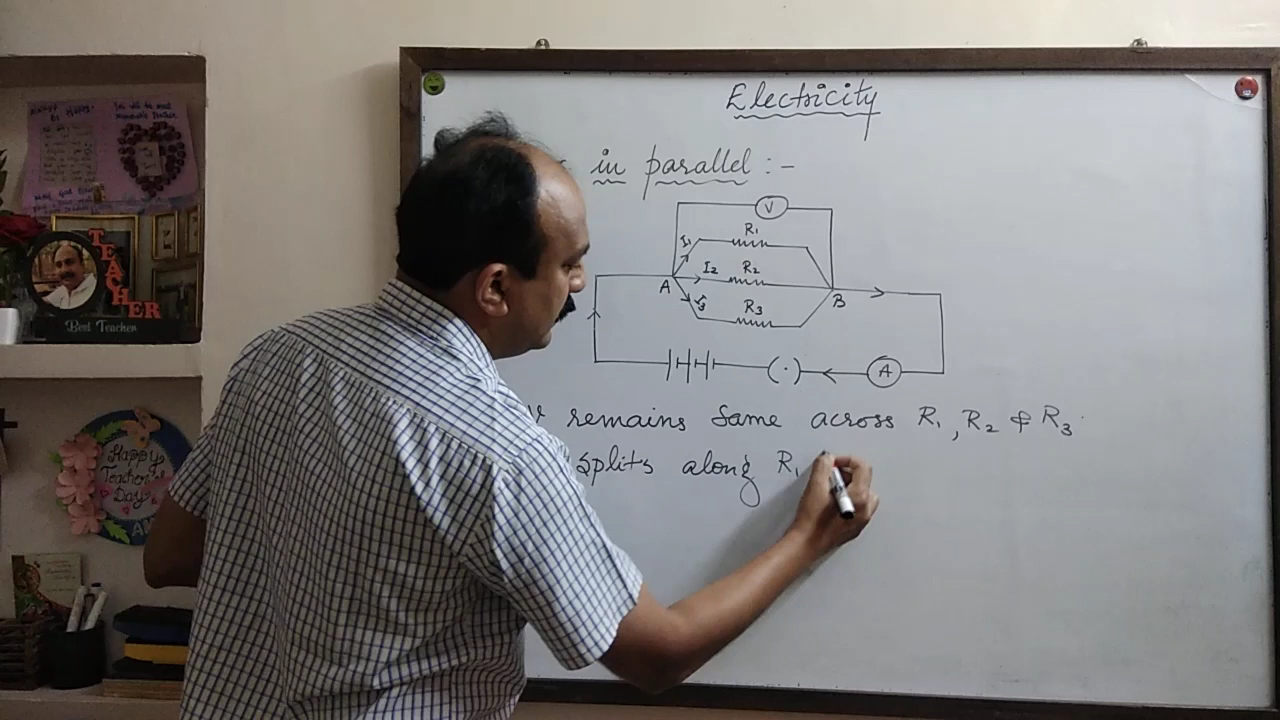 Electricity
in parallel :-
V
R1
I1
I2
R2
A
B
I3
R3
( . )
A
V remains same across R1, R2 & R3.
splits along R1
TEACHER
Best Teacher
Happy
Teacher's
Day